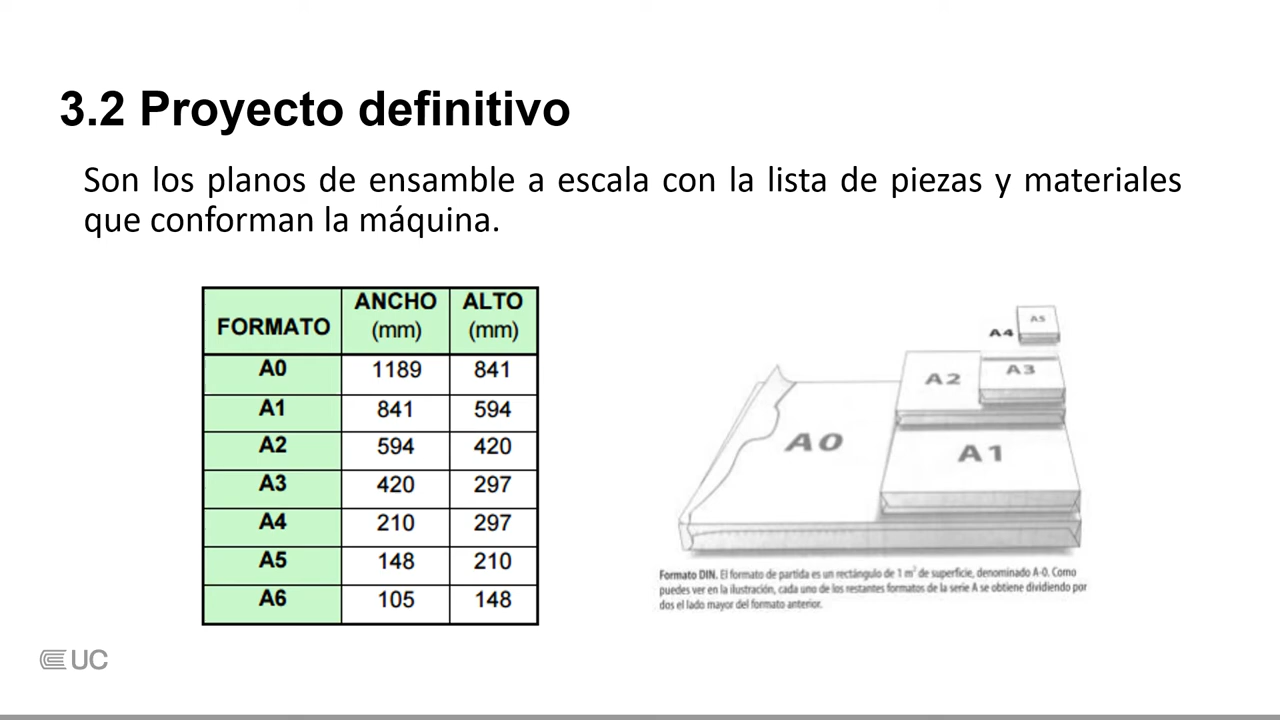 3.2 Proyecto definitivo
Son los planos de ensamble a escala con la lista de piezas y materiales
que conforman la máquina.
FORMATO ANCHO (mm) ALTO (mm)
A0 1189 841
A1 841 594
A2 594 420
A3 420 297
A4 210 297
A5 148 210
A6 105 148
A5
A4
A3
A2
A0
A1
Formato DIN. El formato de partida es un rectángulo de 1 m² de superficie, denominado A-0. Como
puedes ver en la ilustración, cada uno de los restantes formatos de la serie A se obtiene dividiendo por
dos el lado mayor del formato anterior.
UC